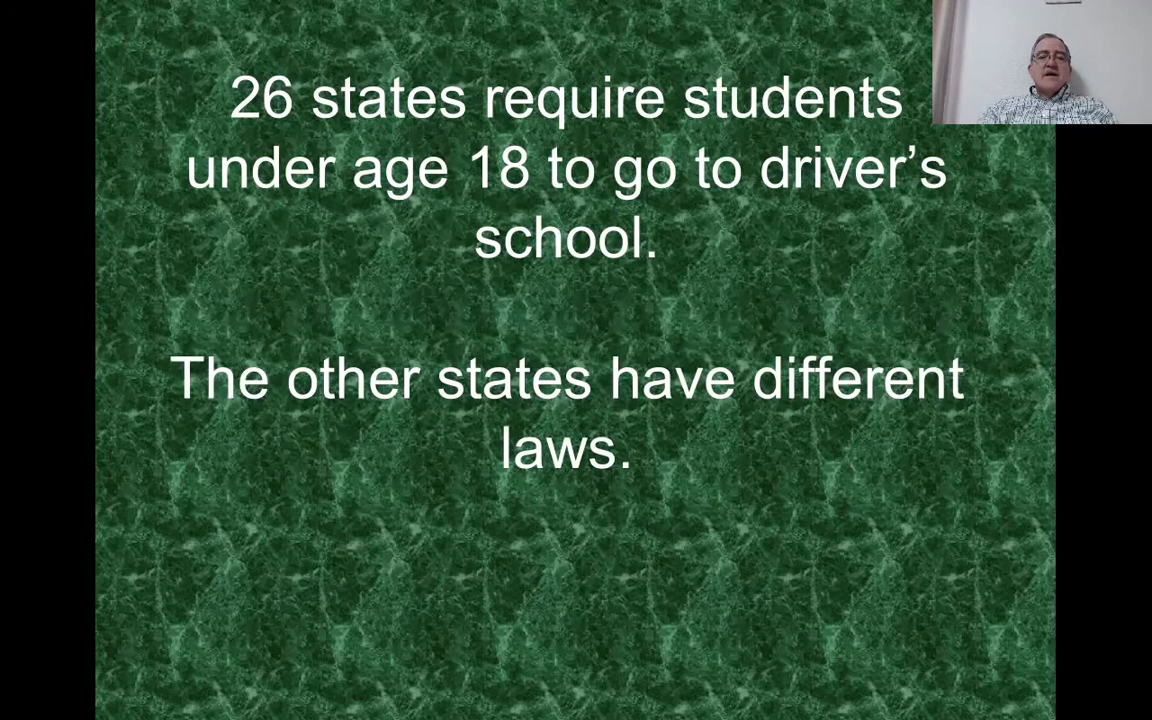 26 states require students
under age 18 to go to driver’s
school.
The other states have different
laws.